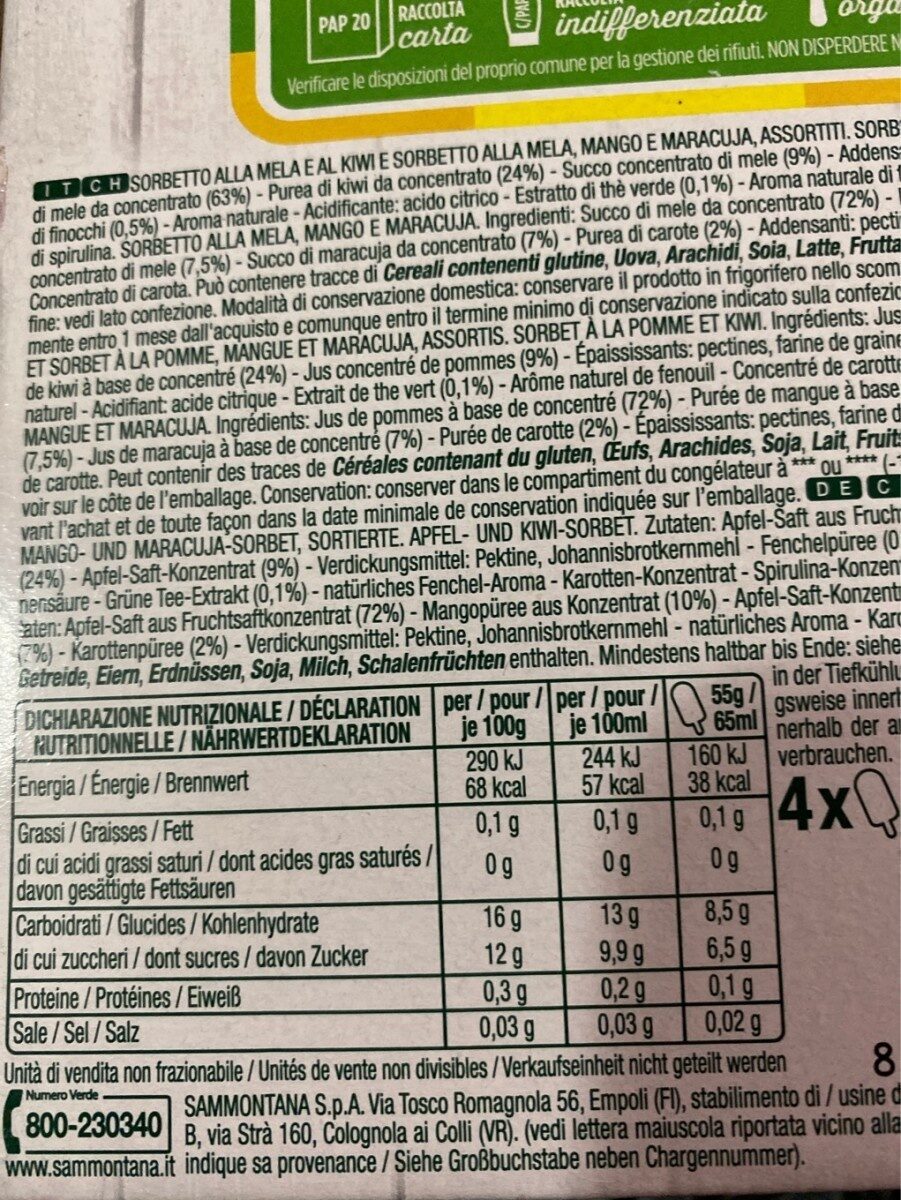 PAP 20 RACCOLTA carta C/PAP indifferenziata
Verificare le disposizioni del proprio comune per la gestione dei rifiuti. NON DISPERDERE N
IT CH SORBETTO ALLA MELA E AL KIWI E SORBETTO ALLA MELA, MANGO E MARACUJA, ASSORTITI. SORB
di mele da concentrato (63%) - Purea di kiwi da concentrato (24%) - Succo concentrato di mele (9%) - Addens
di finocchi (0,5%) - Aroma naturale - Acidificante: acido citrico - Estratto di thè verde (0,1%) - Aroma naturale di f
di spirulina. SORBETTO ALLA MELA, MANGO E MARACUJA. Ingredienti: Succo di mele da concentrato (72%) -
concentrato di mele (7,5%) - Succo di maracuja da concentrato (7%) - Purea di carote (2%) - Addensanti: pecti
Concentrato di carota. Può contenere tracce di Cereali contenenti glutine, Uova, Arachidi, Soia, Latte, Frutta
fine: vedi lato confezione. Modalità di conservazione domestica: conservare il prodotto in frigorifero nello scom
mente entro 1 mese dall'acquisto e comunque entro il termine minimo di conservazione indicato sulla confezio
ET SORBET À LA POMME, MANGUE ET MARACUJA, ASSORTIS. SORBET À LA POMME ET KIWI. Ingrédients: Jus
de kiwi à base de concentré (24%) - Jus concentré de pommes (9%) - Épaississants: pectines, farine de graine
naturel - Acidifiant: acide citrique - Extrait de the vert (0,1%) - Arôme naturel de fenouil - Concentré de carotte
MANGUE ET MARACUJA. Ingrédients: Jus de pommes à base de concentré (72%) - Purée de mangue à base
(7,5%) - Jus de maracuja à base de concentré (7%) - Purée de carotte (2%) - Épaississants: pectines, farine d
de carotte. Peut contenir des traces de Céréales contenant du gluten, Œufs, Arachides, Soja, Lait, Fruits
voir sur le côte de l'emballage. Conservation: conserver dans le compartiment du congélateur à *** ou **** (-
vant l'achat et de toute façon dans la date minimale de conservation indiquée sur l'emballage. DE C
MANGO- UND MARACUJA-SORBET, SORTIERTE. APFEL- UND KIWI-SORBET. Zutaten: Apfel-Saft aus Fruch
(24%) - Apfel-Saft-Konzentrat (9%) - Verdickungsmittel: Pektine, Johannisbrotkernmehl - Fenchelpüree (0
nensäure - Grüne Tee-Extrakt (0,1%) - natürliches Fenchel-Aroma - Karotten-Konzentrat - Spirulina-Konzen
aten: Apfel-Saft aus Fruchtsaftkonzentrat (72%) - Mangopüree aus Konzentrat (10%) - Apfel-Saft-Konzent
7%) - Karottenpüree (2%) - Verdickungsmittel: Pektine, Johannisbrotkernmehl - natürliches Aroma - Kar
Getreide, Eiern, Erdnüssen, Soja, Milch, Schalenfrüchten enthalten. Mindestens haltbar bis Ende: siehe
in der Tiefkühl
gsweise inner
nerhalb der a
verbrauchen.
DICHIARAZIONE NUTRIZIONALE / DÉCLARATION NUTRITIONNELLE / NÄHRWERTDEKLARATION per / pour / je 100g per / pour / je 100ml 55g / 65ml
Energia / Énergie / Brennwert 290 kJ 68 kcal 244 kJ 57 kcal 160 kJ 38 kcal
4x
Grassi / Graisses / Fett 0,1 g 0,1 g 0,1 g
di cui acidi grassi saturi / dont acides gras saturés / davon gesättigte Fettsäuren 0 g 0 g 0 g
Carboidrati / Glucides / Kohlenhydrate 16 g 13 g 8,5 g
di cui zuccheri / dont sucres / davon Zucker 12 g 9,9 g 6,5 g
Proteine / Protéines / Eiweiß 0,3 g 0,2 g 0,1 g
Sale / Sel / Salz 0,03 g 0,03 g 0,02 g
Unità di vendita non frazionabile / Unités de vente non divisibles / Verkaufseinheit nicht geteilt werden 8
Numero Verde
800-230340
www.sammontana.it
SAMMONTANA S.p.A. Via Tosco Romagnola 56, Empoli (FI), stabilimento di / usine d
B, via Strà 160, Colognola ai Colli (VR). (vedi lettera maiuscola riportata vicino alla
indique sa provenance / Siehe Großbuchstabe neben Chargennummer).